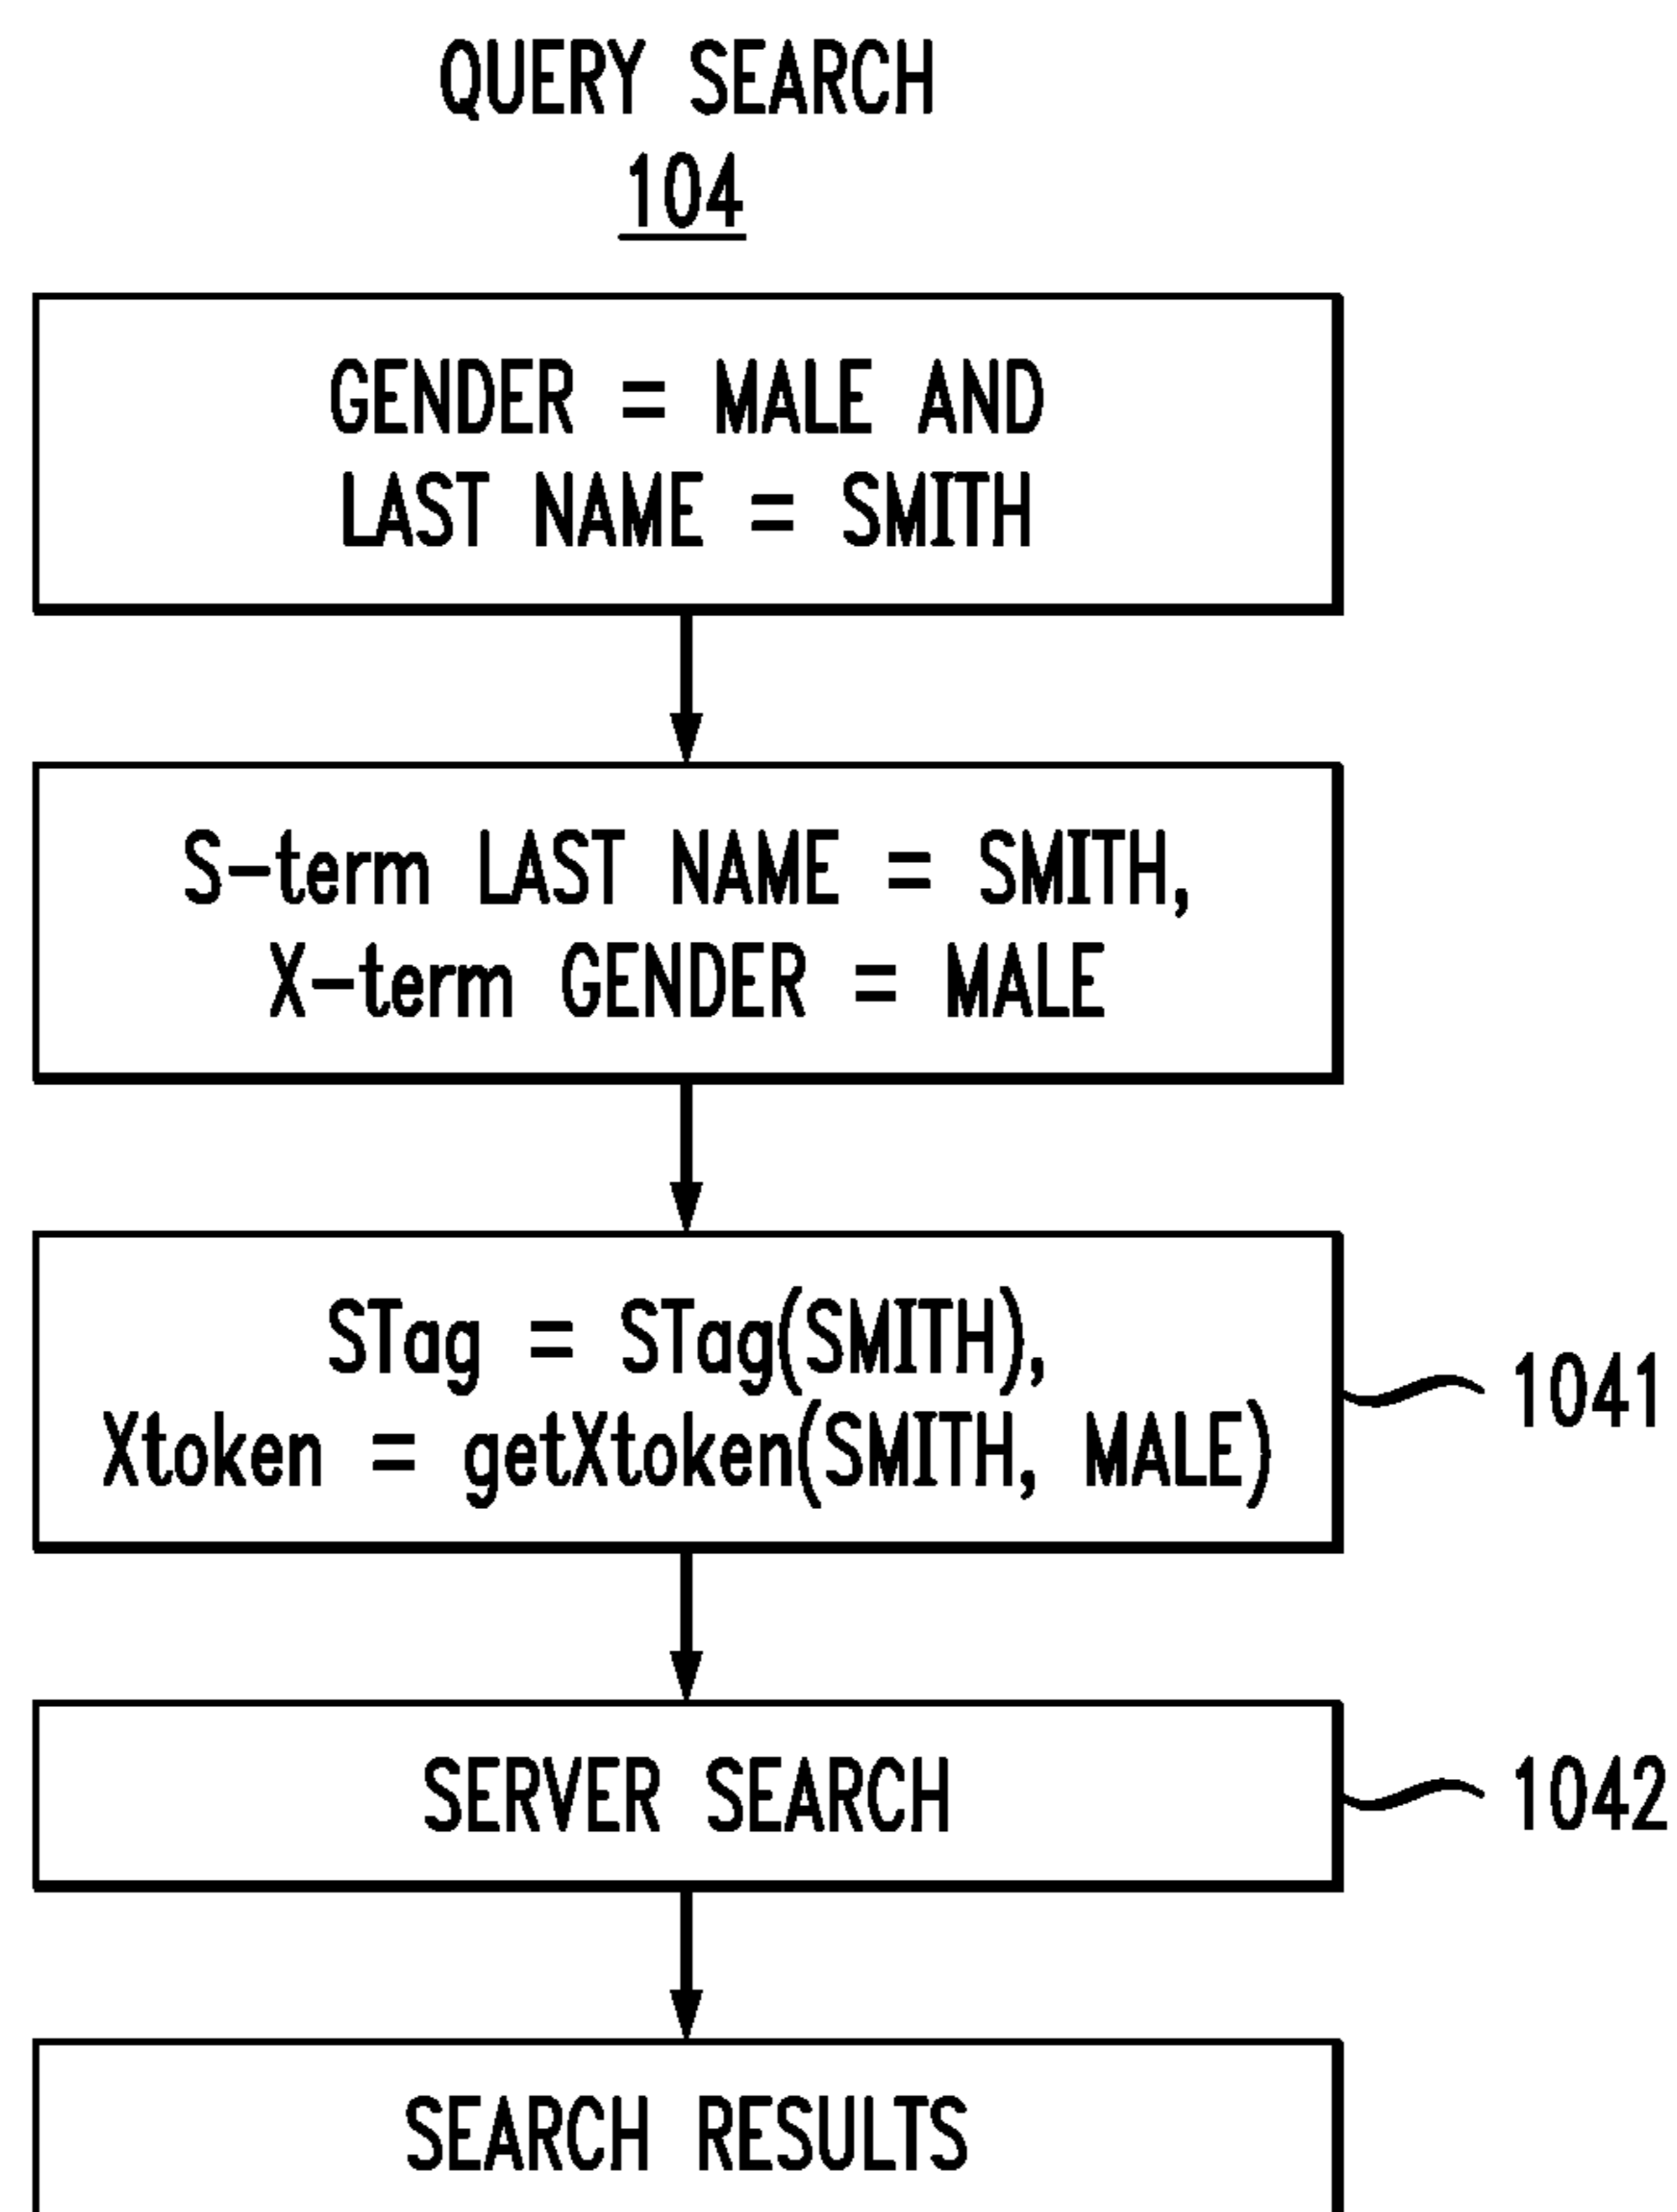 QUERY SEARCH
104
GENDER = MALE AND
LAST NAME = SMITH
S-term LAST NAME = SMITH,
X-term GENDER = MALE
STag = STag(SMITH),
Xtoken = getXtoken(SMITH, MALE)
1041
SERVER SEARCH
1042
SEARCH RESULTS